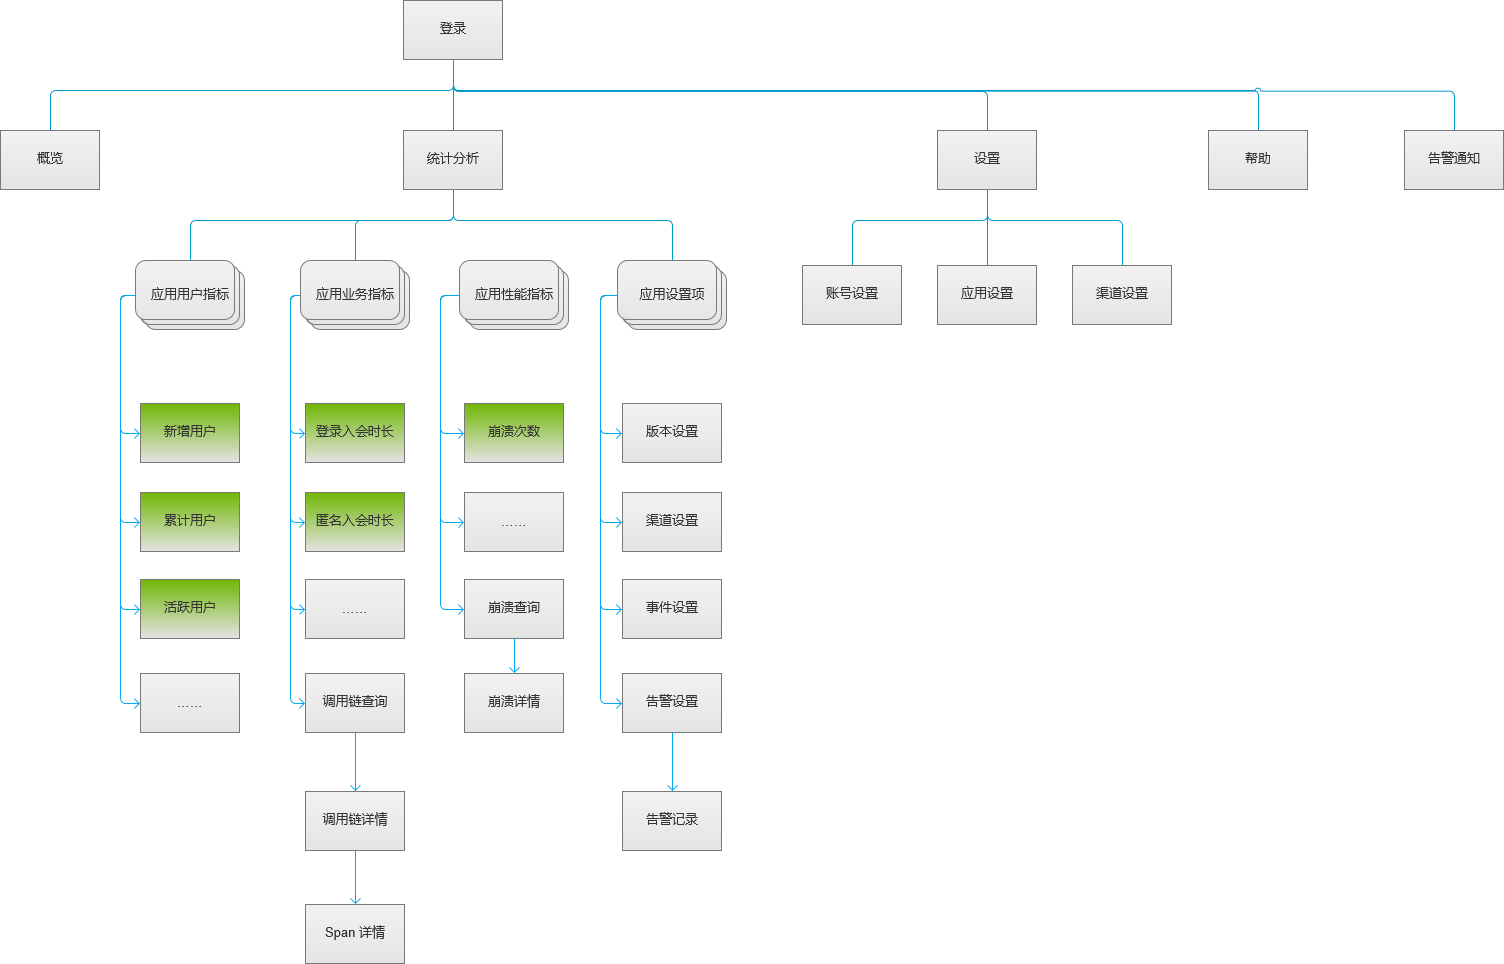 登录
概览
统计分析
设置
帮助
告警通知
应用用户指标
应用业务指标
应用性能指标
应用设置项
账号设置
应用设置
渠道设置
新增用户
登录入会时长
崩溃次数
版本设置
累计用户
匿名入会时长
……
渠道设置
活跃用户
……
崩溃查询
事件设置
……
调用链查询
崩溃详情
告警设置
调用链详情
告警记录
Span 详情